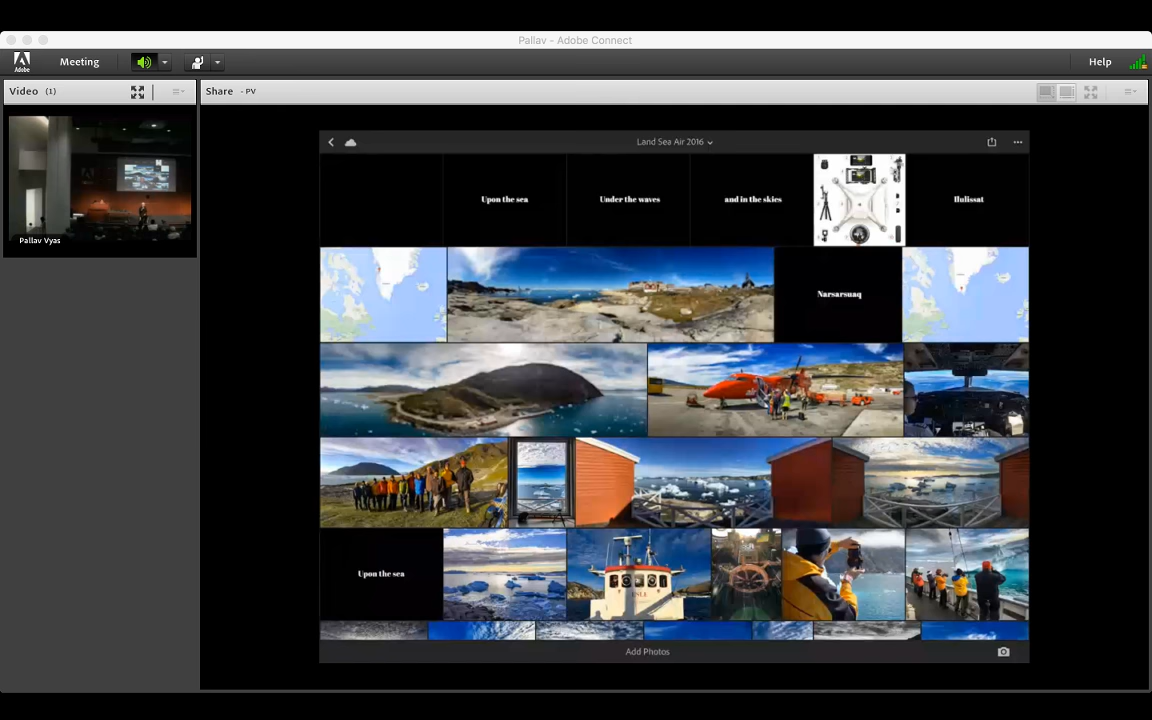 Pallav - Adobe Connect
Adobe
Meeting
Help
Video (1)
Share - PV
Pallav Vyas
Land Sea Air 2016
Upon the sea
Under the waves
and in the skies
Ilulissat
Narsarsuaq
Upon the sea
Add Photos